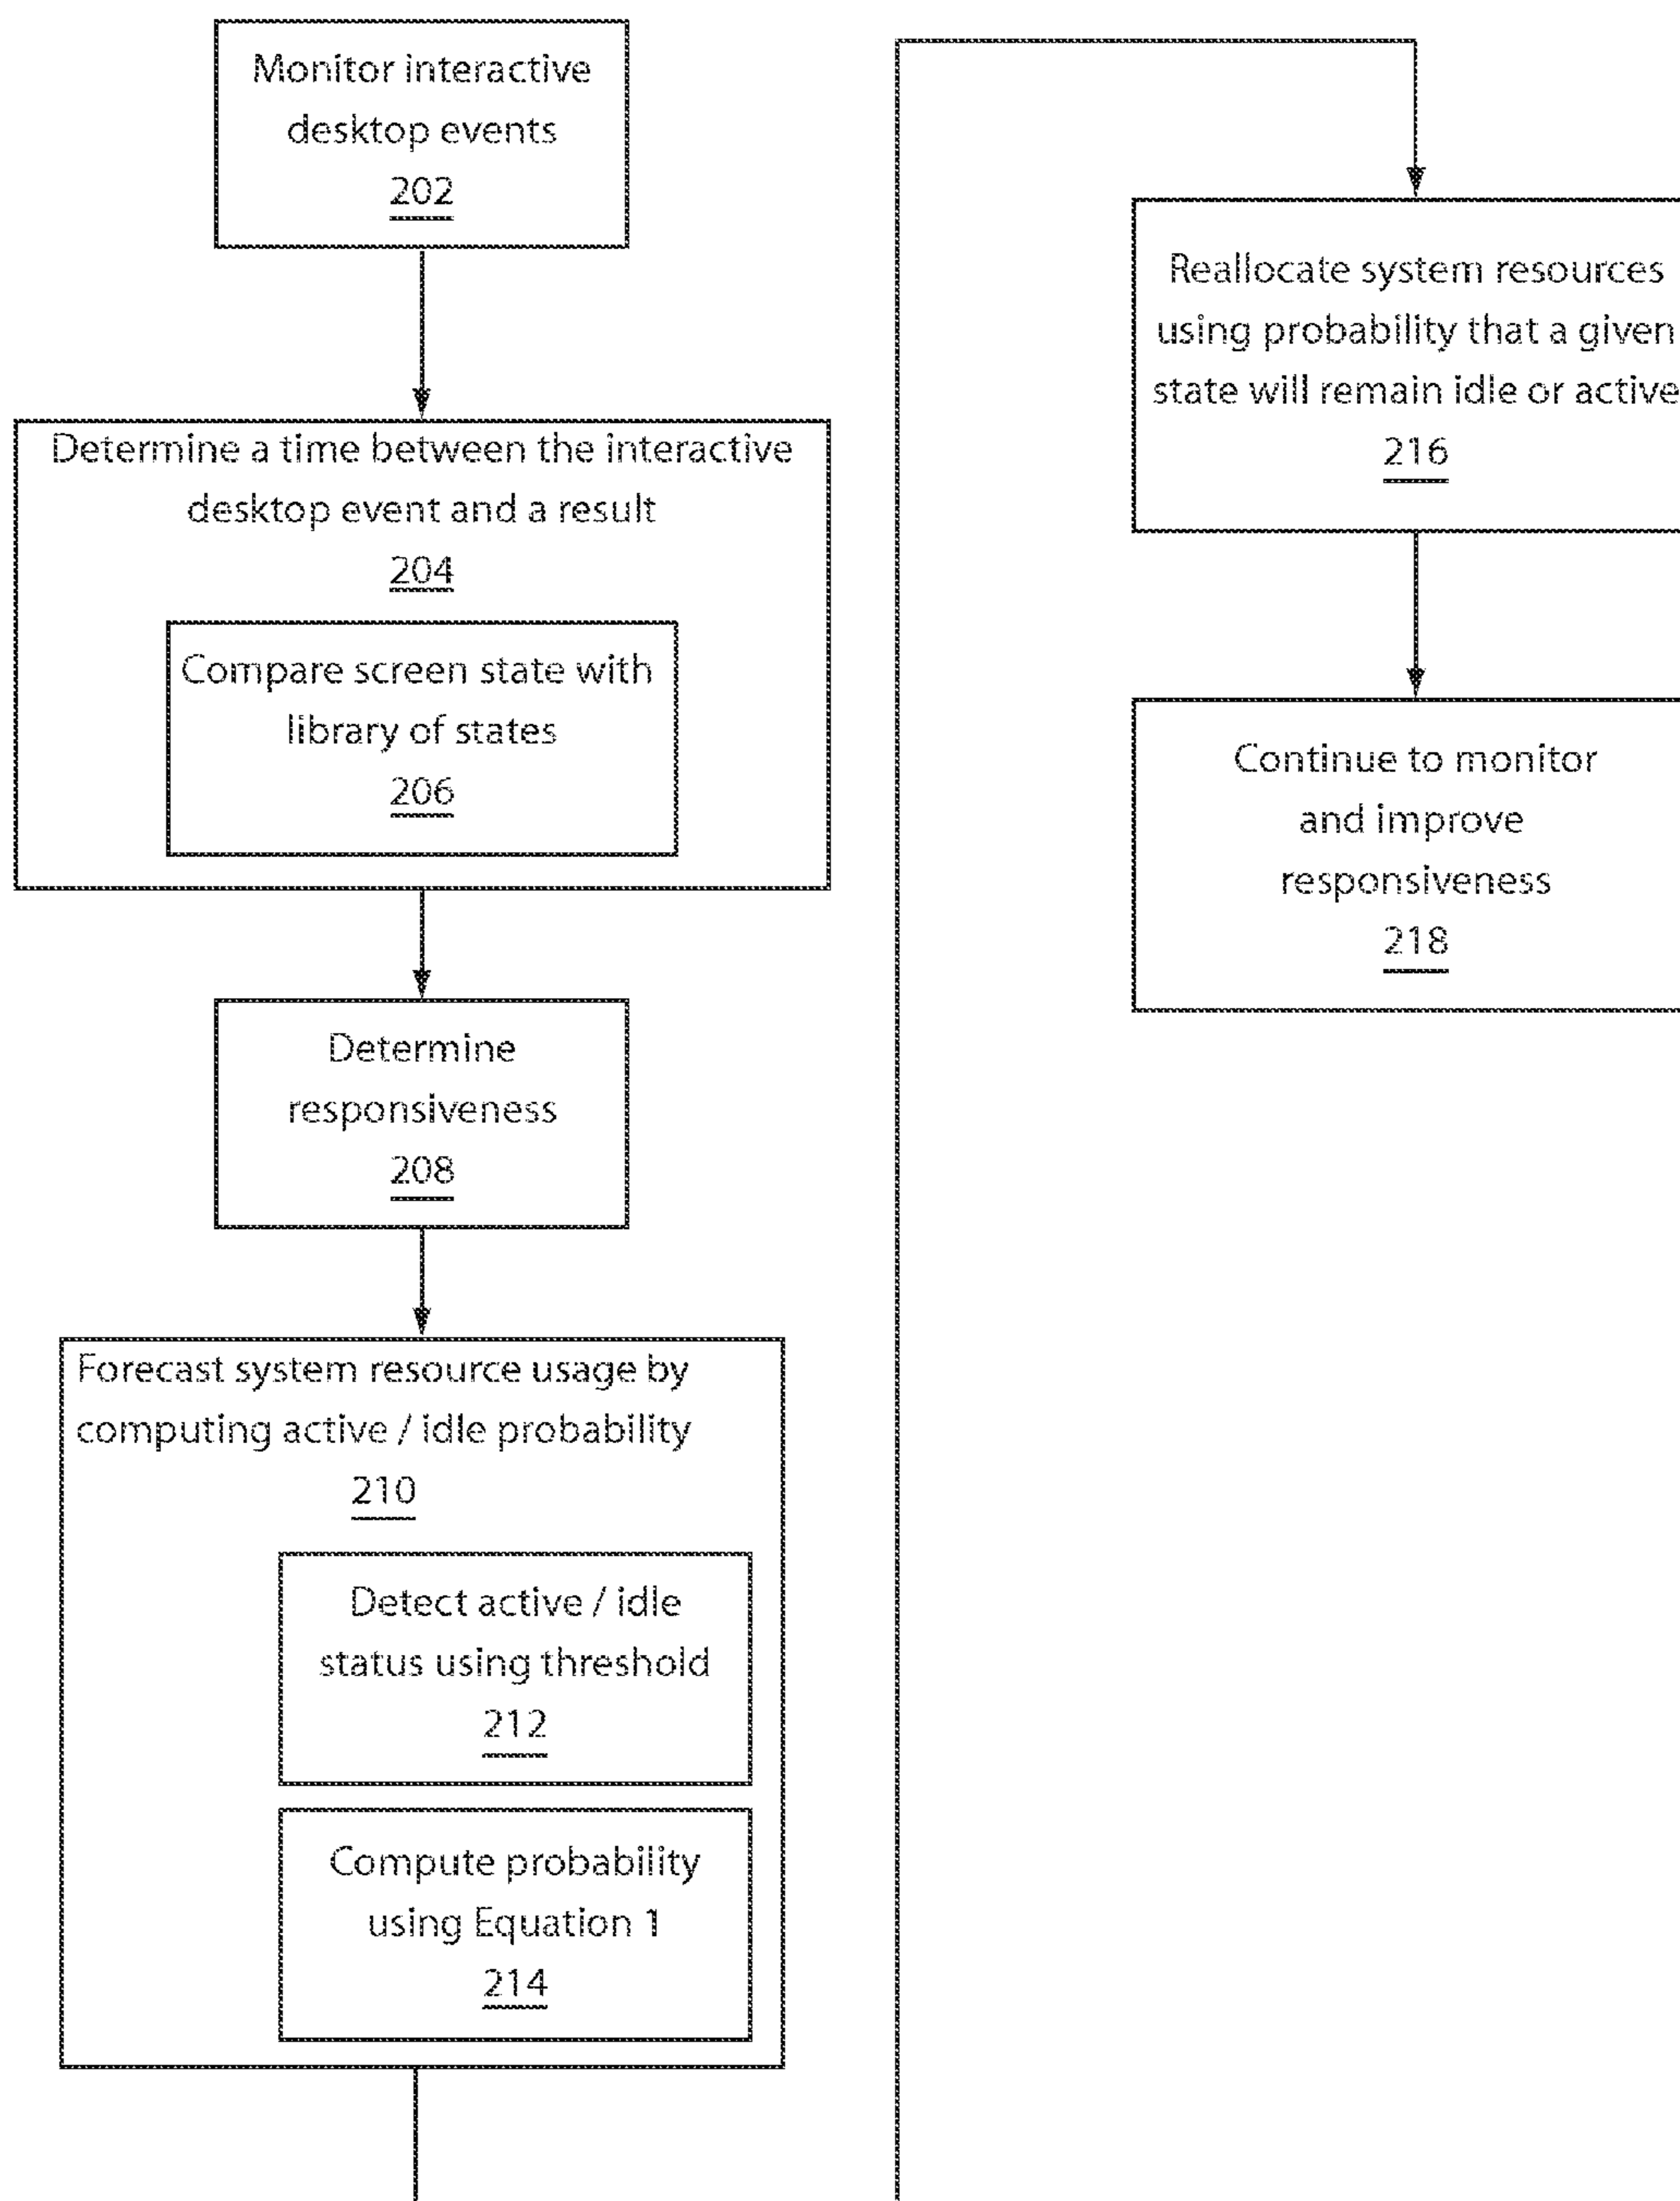 Monitor interactive
desktop events
202
Determine a time between the interactive
desktop event and a result
204
Compare screen state with
library of states
206
Determine
responsiveness
208
Forecast system resource usage by
computing active / idle probability
210
Detect active / idle
status using threshold
212
Compute probability
using Equation 1
214
Reallocate system resources
using probability that a given
state will remain idle or active
216
Continue to monitor
and improve
responsiveness
218